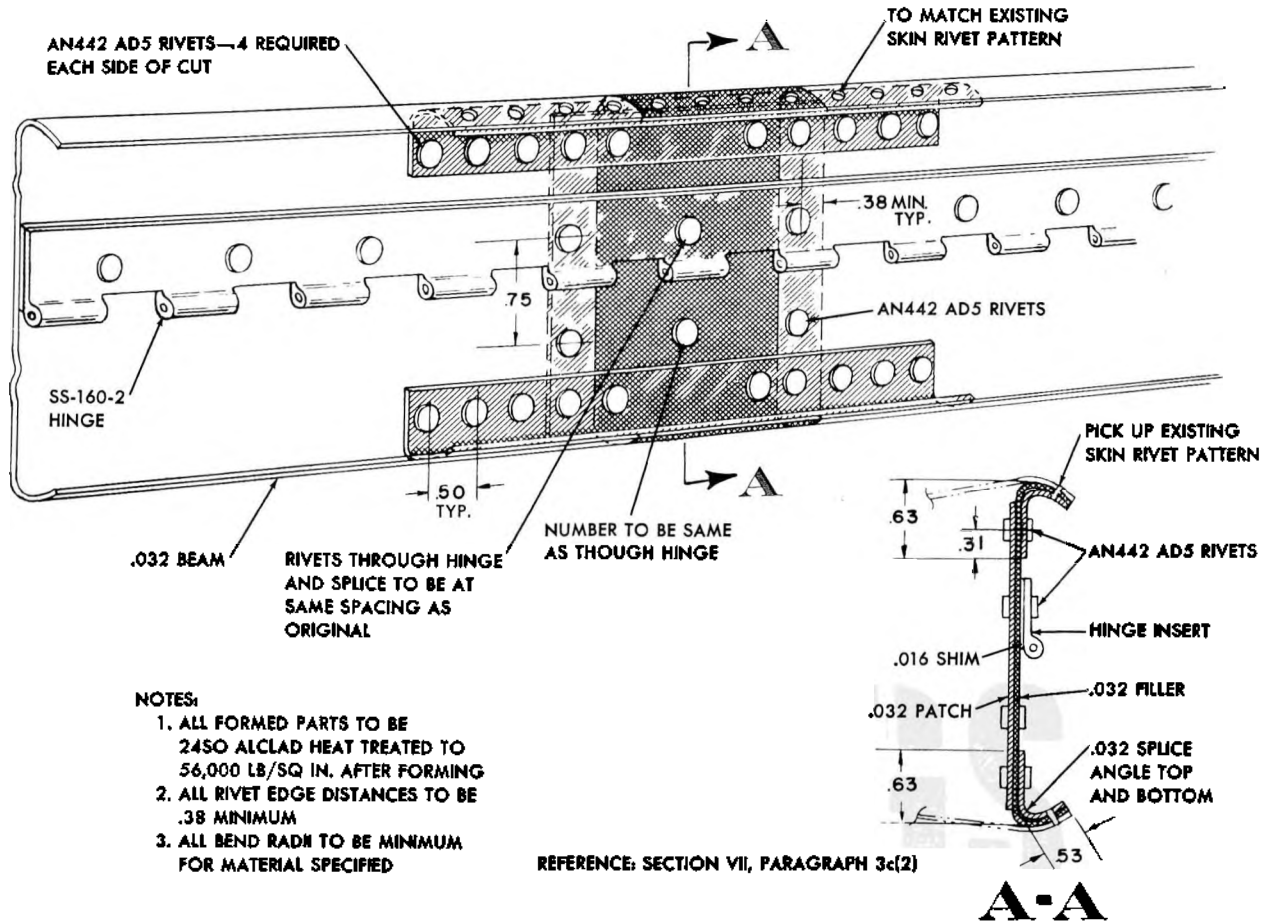 AN442 AD5 RIVETS—4 REQUIRED
EACH SIDE OF CUT
A
TO MATCH EXISTING
SKIN RIVET PATTERN
.38 MIN.
TYP.
.75
AN442 AD5 RIVETS
SS-160-2
HINGE
.50
TYP.
A
.032 BEAM
RIVETS THROUGH HINGE
AND SPLICE TO BE AT
SAME SPACING AS
ORIGINAL
NUMBER TO BE SAME
AS THOUGH HINGE
PICK UP EXISTING
SKIN RIVET PATTERN
.63
.31
AN442 AD5 RIVETS
HINGE INSERT
.016 SHIM
.032 FILLER
.032 PATCH
.032 SPLICE
ANGLE TOP
AND BOTTOM
.63
.53
A-A
NOTES:
1. ALL FORMED PARTS TO BE
24SO ALCLAD HEAT TREATED TO
56,000 LB/SQ IN. AFTER FORMING
2. ALL RIVET EDGE DISTANCES TO BE
.38 MINIMUM
3. ALL BEND RADII TO BE MINIMUM
FOR MATERIAL SPECIFIED
REFERENCE: SECTION VII, PARAGRAPH 3c(2)